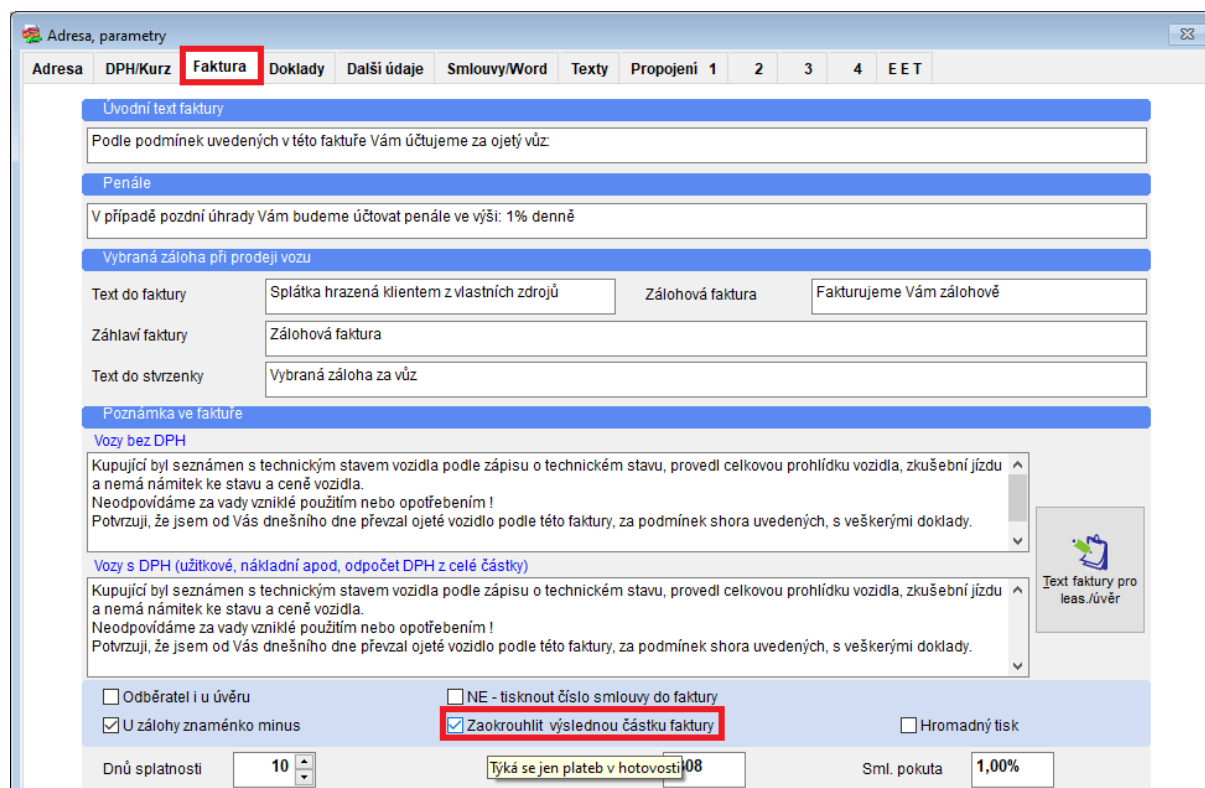 Adresa, parametry
Adresa DPH/Kurz Faktura Doklady Další údaje Smlouvy/Word Texty Propojení 1 2 3 4 EET
Úvodní text faktury
Podle podmínek uvedených v této faktuře Vám účtujeme za ojetý vůz:
Penále
V případě pozdní úhrady Vám budeme účtovat penále ve výši: 1% denně
Vybraná záloha při prodeji vozu
Text do faktury Splátka hrazená klientem z vlastních zdrojů Zálohová faktura Fakturujeme Vám zálohově
Záhlaví faktury Zálohová faktura
Text do stvrzenky Vybraná záloha za vůz
Poznámka ve faktuře
Vozy bez DPH
Kupující byl seznámen s technickým stavem vozidla podle zápisu o technickém stavu, provedl celkovou prohlídku vozidla, zkušební jízdu
a nemá námitek ke stavu a ceně vozidla.
Neodpovídáme za vady vzniklé použitím nebo opotřebením !
Potvrzuji, že jsem od Vás dnešního dne převzal ojeté vozidlo podle této faktury, za podmínek shora uvedených, s veškerými doklady.
Vozy s DPH (užitkové, nákladní apod, odpočet DPH z celé částky)
Kupující byl seznámen s technickým stavem vozidla podle zápisu o technickém stavu, provedl celkovou prohlídku vozidla, zkušební jízdu
a nemá námitek ke stavu a ceně vozidla.
Neodpovídáme za vady vzniklé použitím nebo opotřebením !
Potvrzuji, že jsem od Vás dnešního dne převzal ojeté vozidlo podle této faktury, za podmínek shora uvedených, s veškerými doklady.
Text faktury pro
leas./úvěr
Odběratel i u úvěru NE - tisknout číslo smlouvy do faktury
U zálohy znaménko minus Zaokrouhlit výslednou částku faktury Hromadný tisk
Dnů splatnosti 10 Týká se jen plateb v hotovosti 08 Sml. pokuta 1,00%